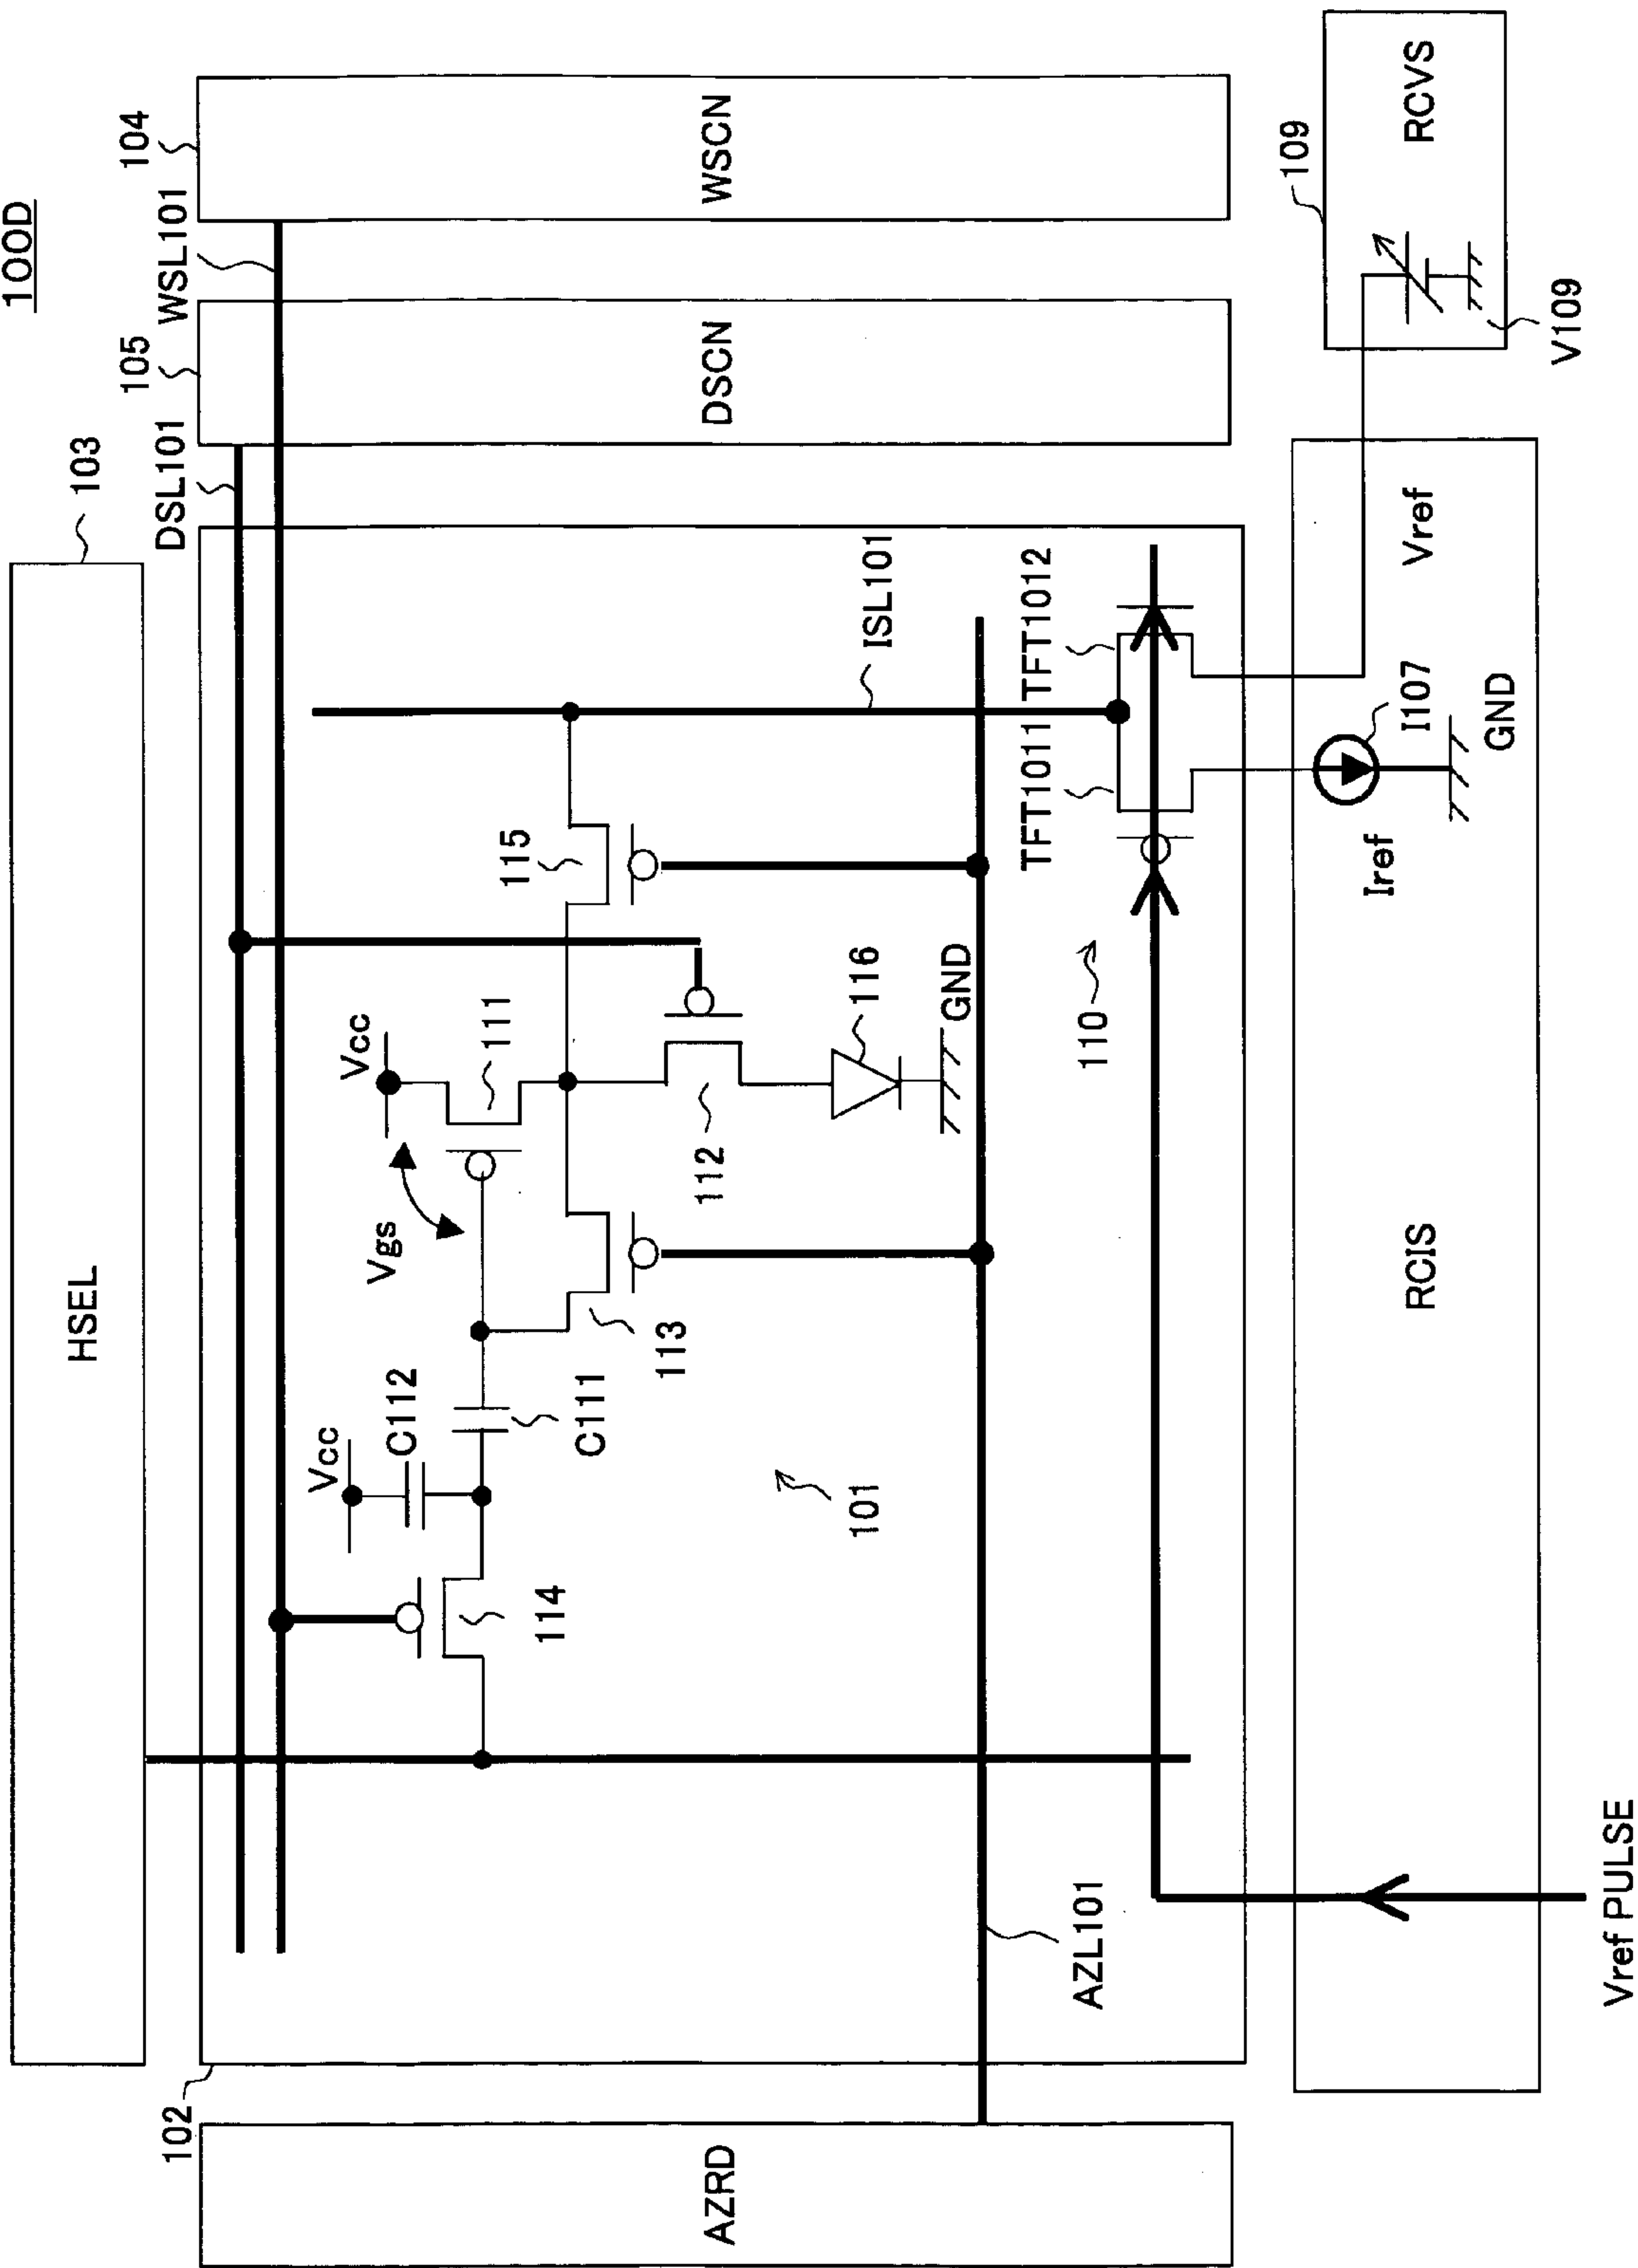 100D
HSEL
103
DSL101
105
WSL101
104
102
AZRD
DSCN
WSCN
Vcc
C112
C111
114
Vgs
Vcc
111
113
112
115
116
GND
101
ISL101
AZL101
110
TFT1011
TFT1012
Iref
I107
GND
Vref
RCIS
109
RCVS
V109
Vref PULSE